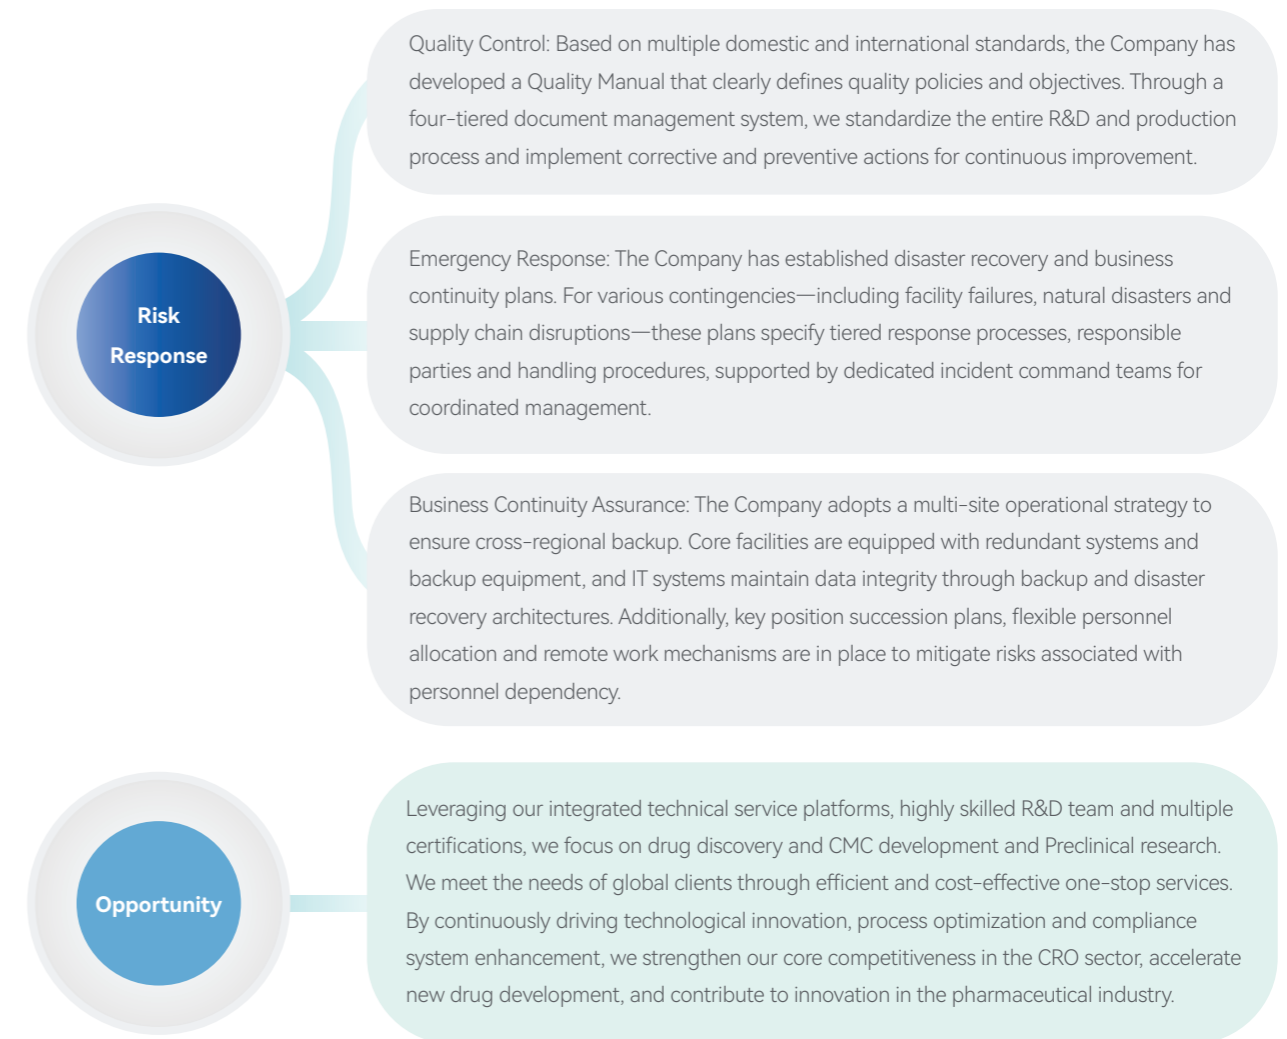 Quality Control: Based on multiple domestic and international standards, the Company has
developed a Quality Manual that clearly defines quality policies and objectives. Through a
four-tiered document management system, we standardize the entire R&D and production
process and implement corrective and preventive actions for continuous improvement.
Risk
Response
Emergency Response: The Company has established disaster recovery and business
continuity plans. For various contingencies—including facility failures, natural disasters and
supply chain disruptions—these plans specify tiered response processes, responsible
parties and handling procedures, supported by dedicated incident command teams for
coordinated management.
Business Continuity Assurance: The Company adopts a multi-site operational strategy to
ensure cross-regional backup. Core facilities are equipped with redundant systems and
backup equipment, and IT systems maintain data integrity through backup and disaster
recovery architectures. Additionally, key position succession plans, flexible personnel
allocation and remote work mechanisms are in place to mitigate risks associated with
personnel dependency.
Opportunity
Leveraging our integrated technical service platforms, highly skilled R&D team and multiple
certifications, we focus on drug discovery and CMC development and Preclinical research.
We meet the needs of global clients through efficient and cost-effective one-stop services.
By continuously driving technological innovation, process optimization and compliance
system enhancement, we strengthen our core competitiveness in the CRO sector, accelerate
new drug development, and contribute to innovation in the pharmaceutical industry.